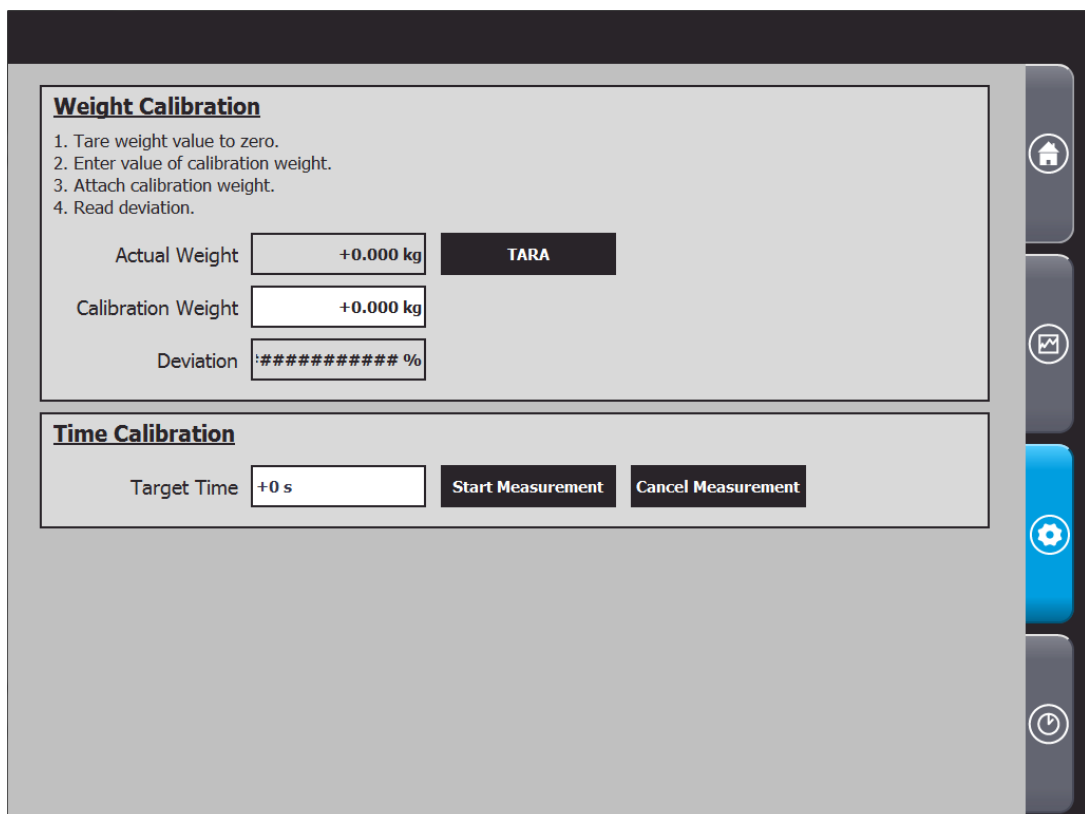 Weight Calibration
1. Tare weight value to zero.
2. Enter value of calibration weight.
3. Attach calibration weight.
4. Read deviation.
Actual Weight +0.000 kg TARA
Calibration Weight +0.000 kg
Deviation ############ %
Time Calibration
Target Time +0 s Start Measurement Cancel Measurement